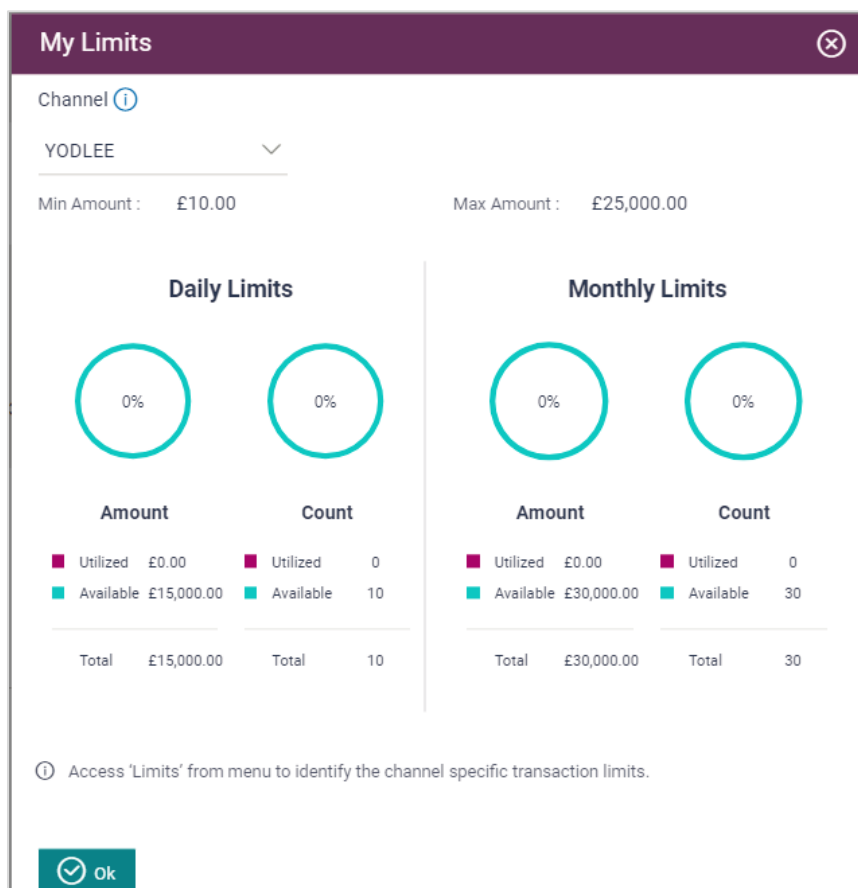 My Limits
Channel
YODLEE
Min Amount : £10.00 Max Amount : £25,000.00
Daily Limits Monthly Limits
0% 0% 0% 0%
Amount Count Amount Count
Utilized £0.00 Utilized 0 Utilized £0.00 Utilized 0
Available £15,000.00 Available 10 Available £30,000.00 Available 30
Total £15,000.00 Total 10 Total £30,000.00 Total 30
Access ‘Limits’ from menu to identify the channel specific transaction limits.
Ok